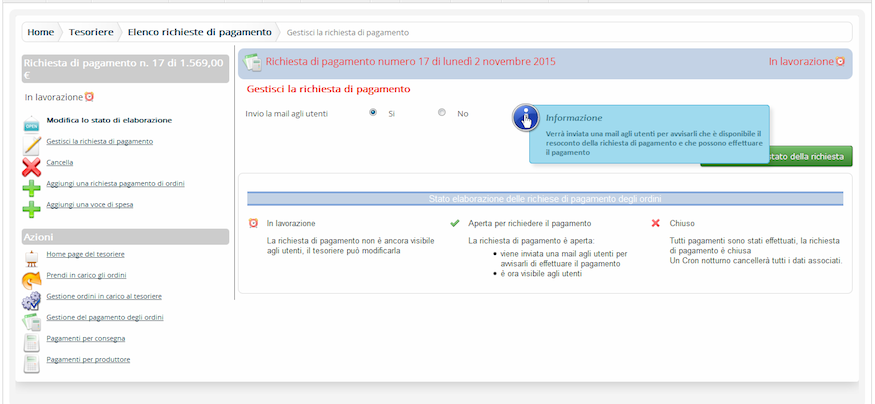 Home Tesoriere Elenco richieste di pagamento Gestisci la richiesta di pagamento
Richiesta di pagamento n. 17 di 1.569,00
€
In lavorazione
Modifica lo stato di elaborazione
Gestisci la richiesta di pagamento
Cancella
Aggiungi una richiesta pagamento di ordini
Aggiungi una voce di spesa
Azioni
Home page del tesoriere
Prendi in carico gli ordini
Gestione ordini in carico al tesoriere
Gestione del pagamento degli ordini
Pagamenti per consegna
Pagamenti per produttore
Richiesta di pagamento numero 17 di lunedì 2 novembre 2015 In lavorazione
Gestisci la richiesta di pagamento
Invio la mail agli utenti Si No
Informazione
Verrà inviata una mail agli utenti per avvisarli che è disponibile il
resoconto della richiesta di pagamento e che possono effettuare
il pagamento
stato della richiesta
Stato elaborazione delle richiese di pagamento degli ordini
In lavorazione
La richiesta di pagamento non è ancora visibile
agli utenti, il tesoriere può modificarla
Aperta per richiedere il pagamento
La richiesta di pagamento è aperta:
• viene inviata una mail agli utenti per
avvisarli di effettuare il pagamento
• è ora visibile agli utenti
Chiuso
Tutti pagamenti sono stati effettuati, la richiesta
di pagamento è chiusa
Un Cron notturno cancellerà tutti i dati associati.